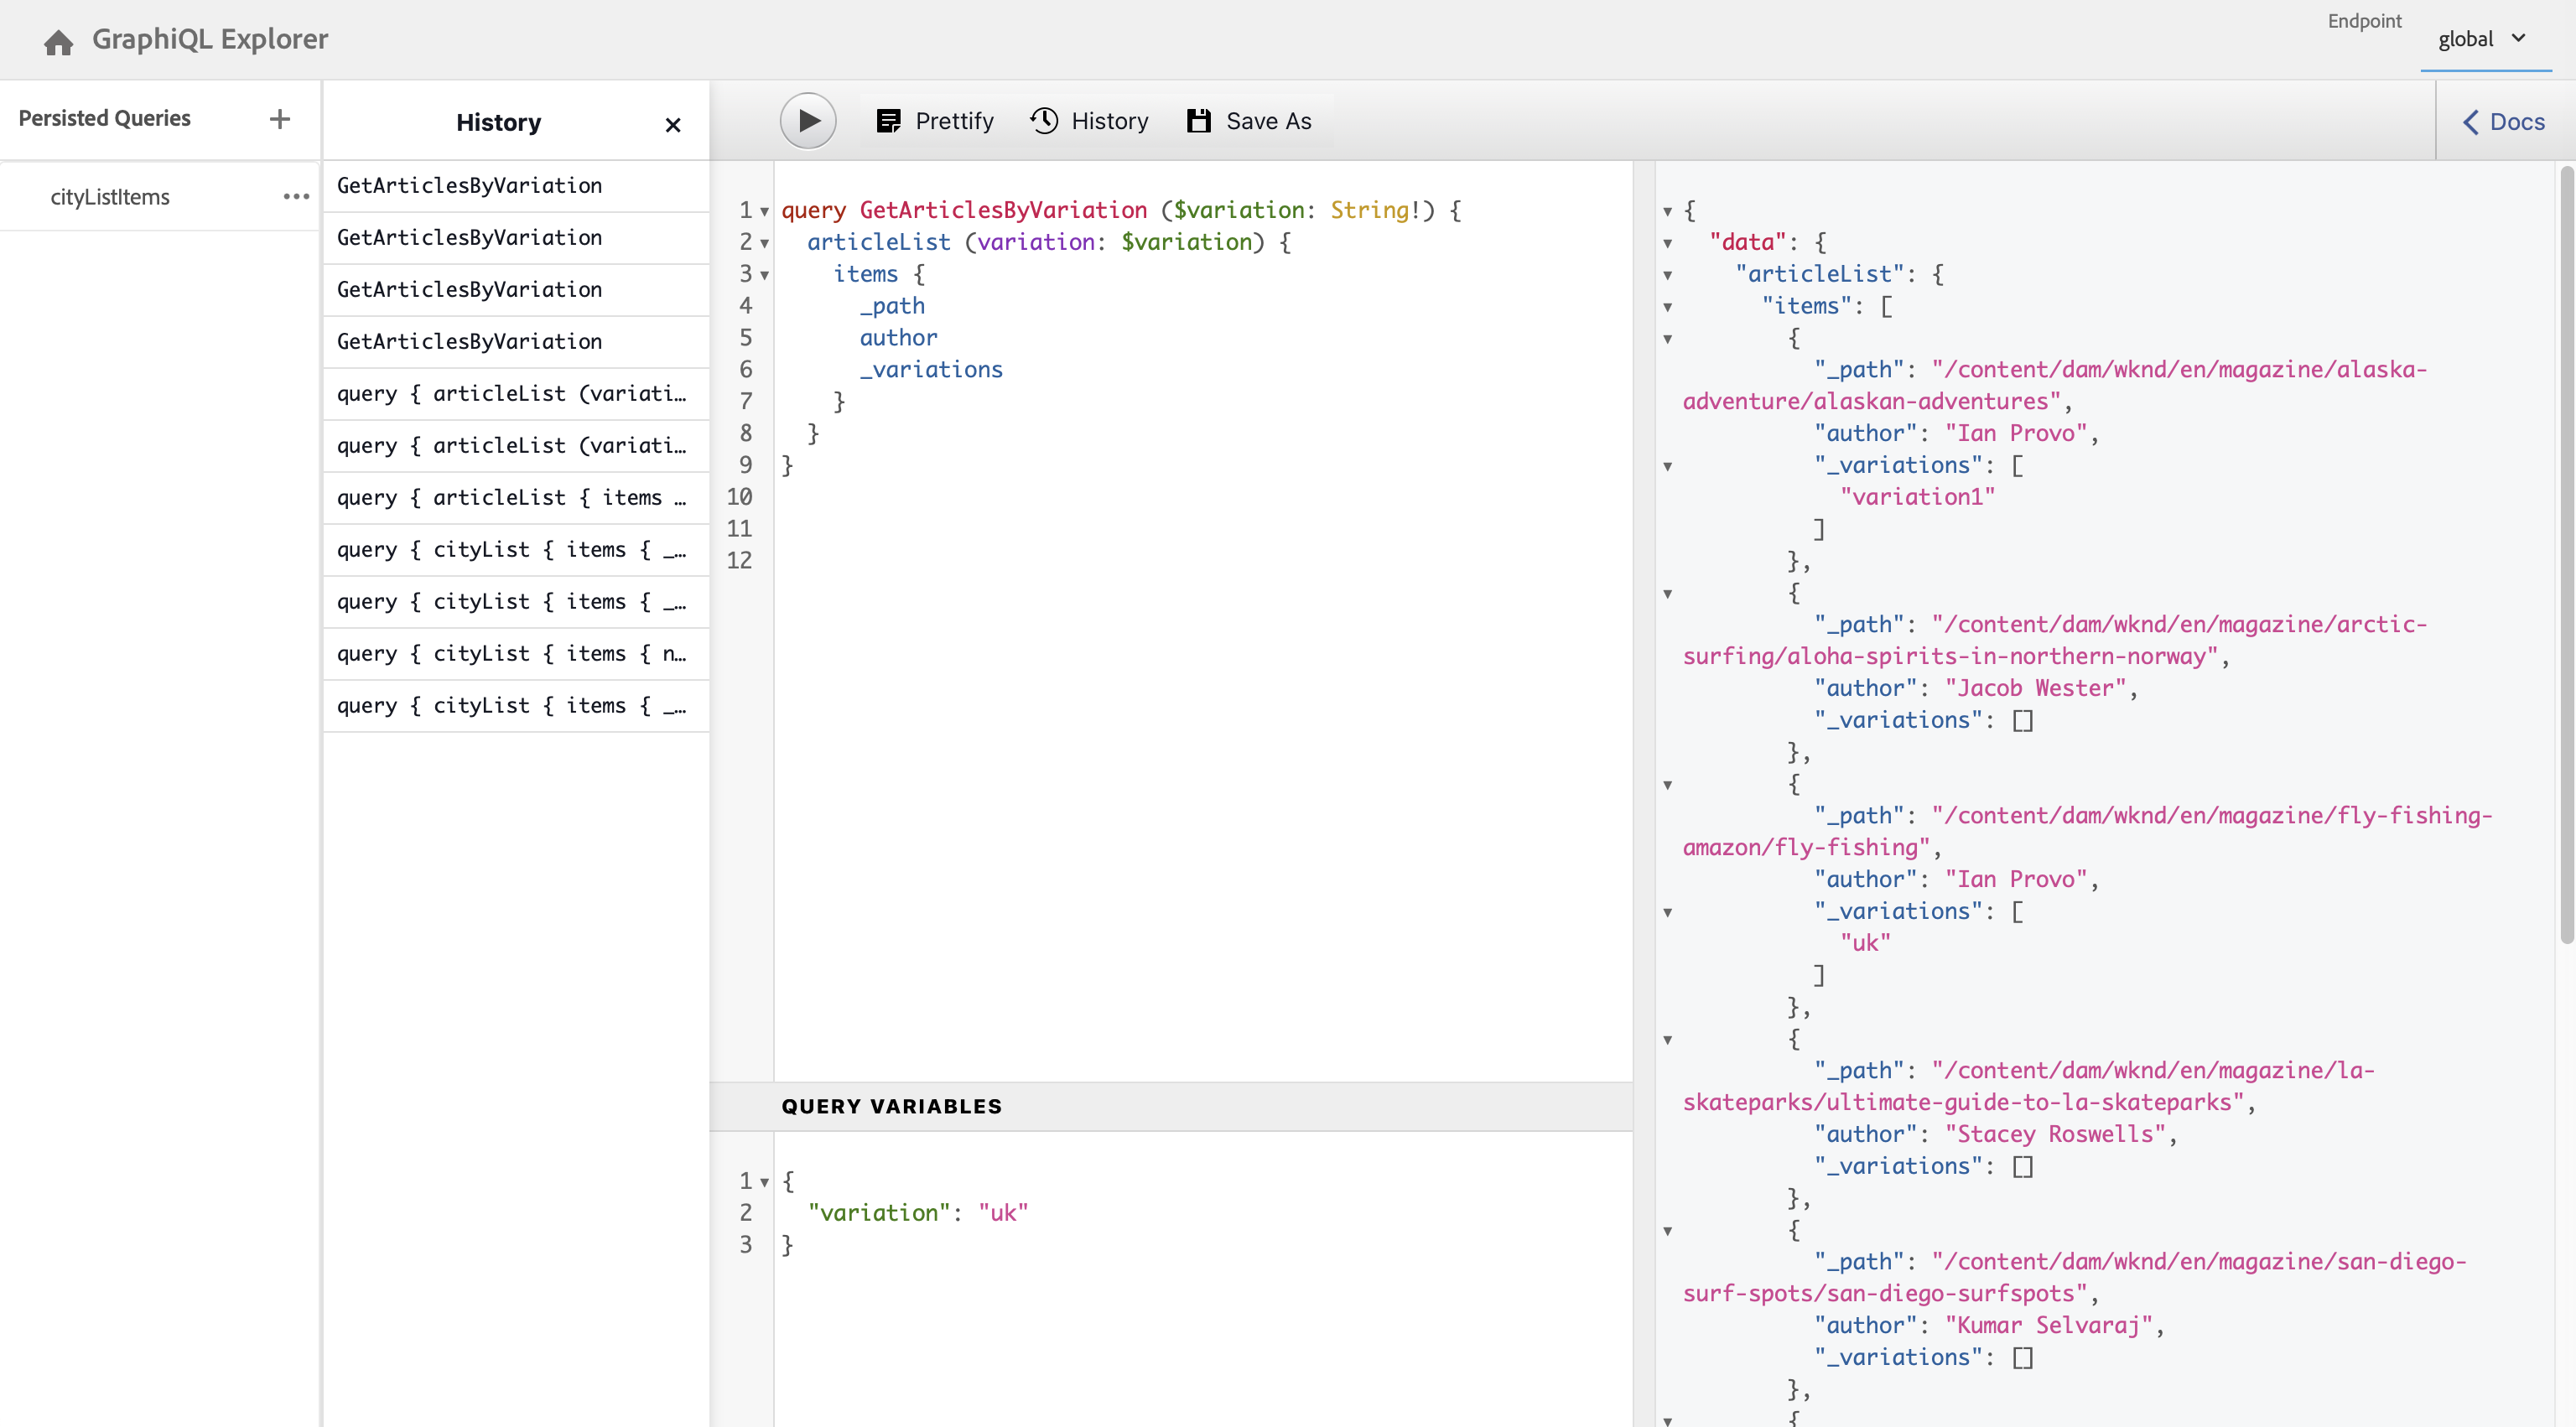 GraphiQL Explorer
Endpoint
global
Persisted Queries
cityListItems
History
GetArticlesByVariation
GetArticlesByVariation
GetArticlesByVariation
GetArticlesByVariation
query { articleList (variati…
query { articleList (variati…
query { articleList { items …
query { cityList { items { _…
query { cityList { items { _…
query { cityList { items { n…
query { cityList { items { _…
Prettify
History
Save As
Docs
1 query GetArticlesByVariation ($variation: String!) {
2 articleList (variation: $variation) {
3 items {
4 _path
5 author
6 _variations
7 }
8 }
9 }
10
11
12
QUERY VARIABLES
1 {
2 "variation": "uk"
3 }
{
"data": {
"articleList": {
"items": [
{
"_path": "/content/dam/wknd/en/magazine/alaska-
adventure/alaskan-adventures",
"author": "Ian Provo",
"_variations": [
"variation1"
]
},
{
"_path": "/content/dam/wknd/en/magazine/arctic-
surfing/aloha-spirits-in-northern-norway",
"author": "Jacob Wester",
"_variations": []
},
{
"_path": "/content/dam/wknd/en/magazine/fly-fishing-
amazon/fly-fishing",
"author": "Ian Provo",
"_variations": [
"uk"
]
},
{
"_path": "/content/dam/wknd/en/magazine/la-
skateparks/ultimate-guide-to-la-skateparks",
"author": "Stacey Roswells",
"_variations": []
},
{
"_path": "/content/dam/wknd/en/magazine/san-diego-
surf-spots/san-diego-surfspots",
"author": "Kumar Selvaraj",
"_variations": []
},
{